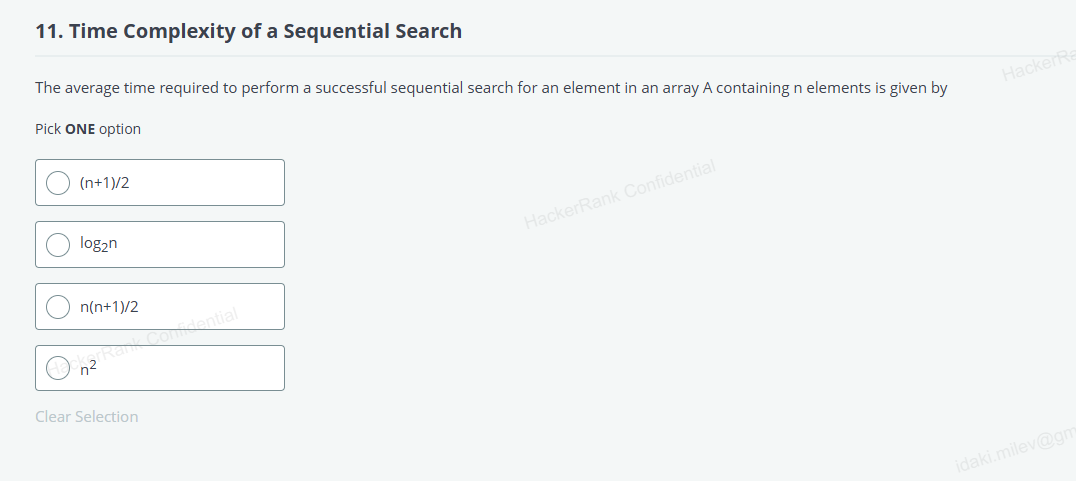 11. Time Complexity of a Sequential Search
HackerRa
The average time required to perform a successful sequential search for an element in an array A containing n elements is given by
Pick ONE option
(n+1)/2
HackerRank Confidential
log₂n
n(n+1)/2
HackerRank Confidential
n²
Clear Selection
idaki.milev@gm